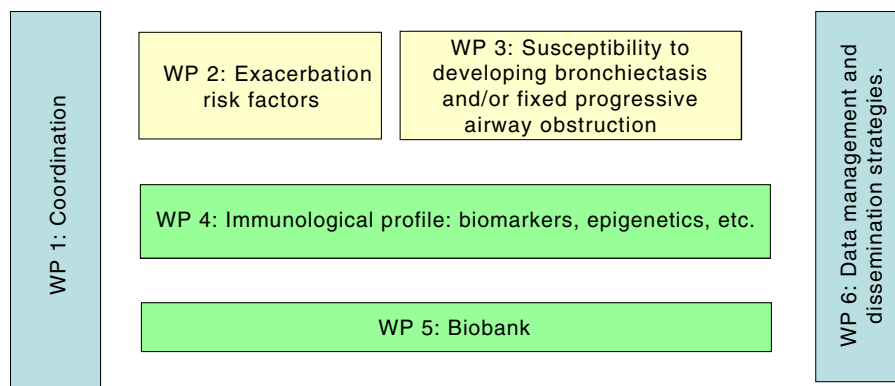 WP 1: Coordination
WP 2: Exacerbation
risk factors
WP 3: Susceptibility to
developing bronchiectasis
and/or fixed progressive
airway obstruction
WP 4: Immunological profile: biomarkers, epigenetics, etc.
WP 5: Biobank
WP 6: Data management and
dissemination strategies.